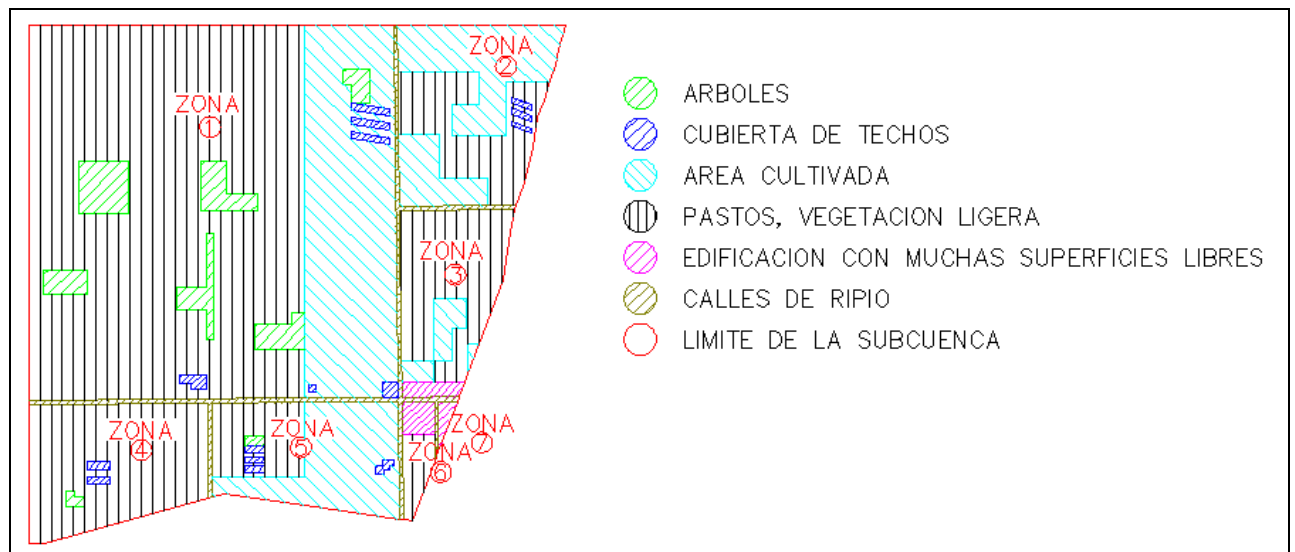 ZONA
1
ZONA
2
ZONA
3
ZONA
4
ZONA
5
ZONA
6
ZONA
7
ARBOLES
CUBIERTA DE TECHOS
AREA CULTIVADA
PASTOS, VEGETACION LIGERA
EDIFICACION CON MUCHAS SUPERFICIES LIBRES
CALLES DE RIPIO
LIMITE DE LA SUBCUENCA